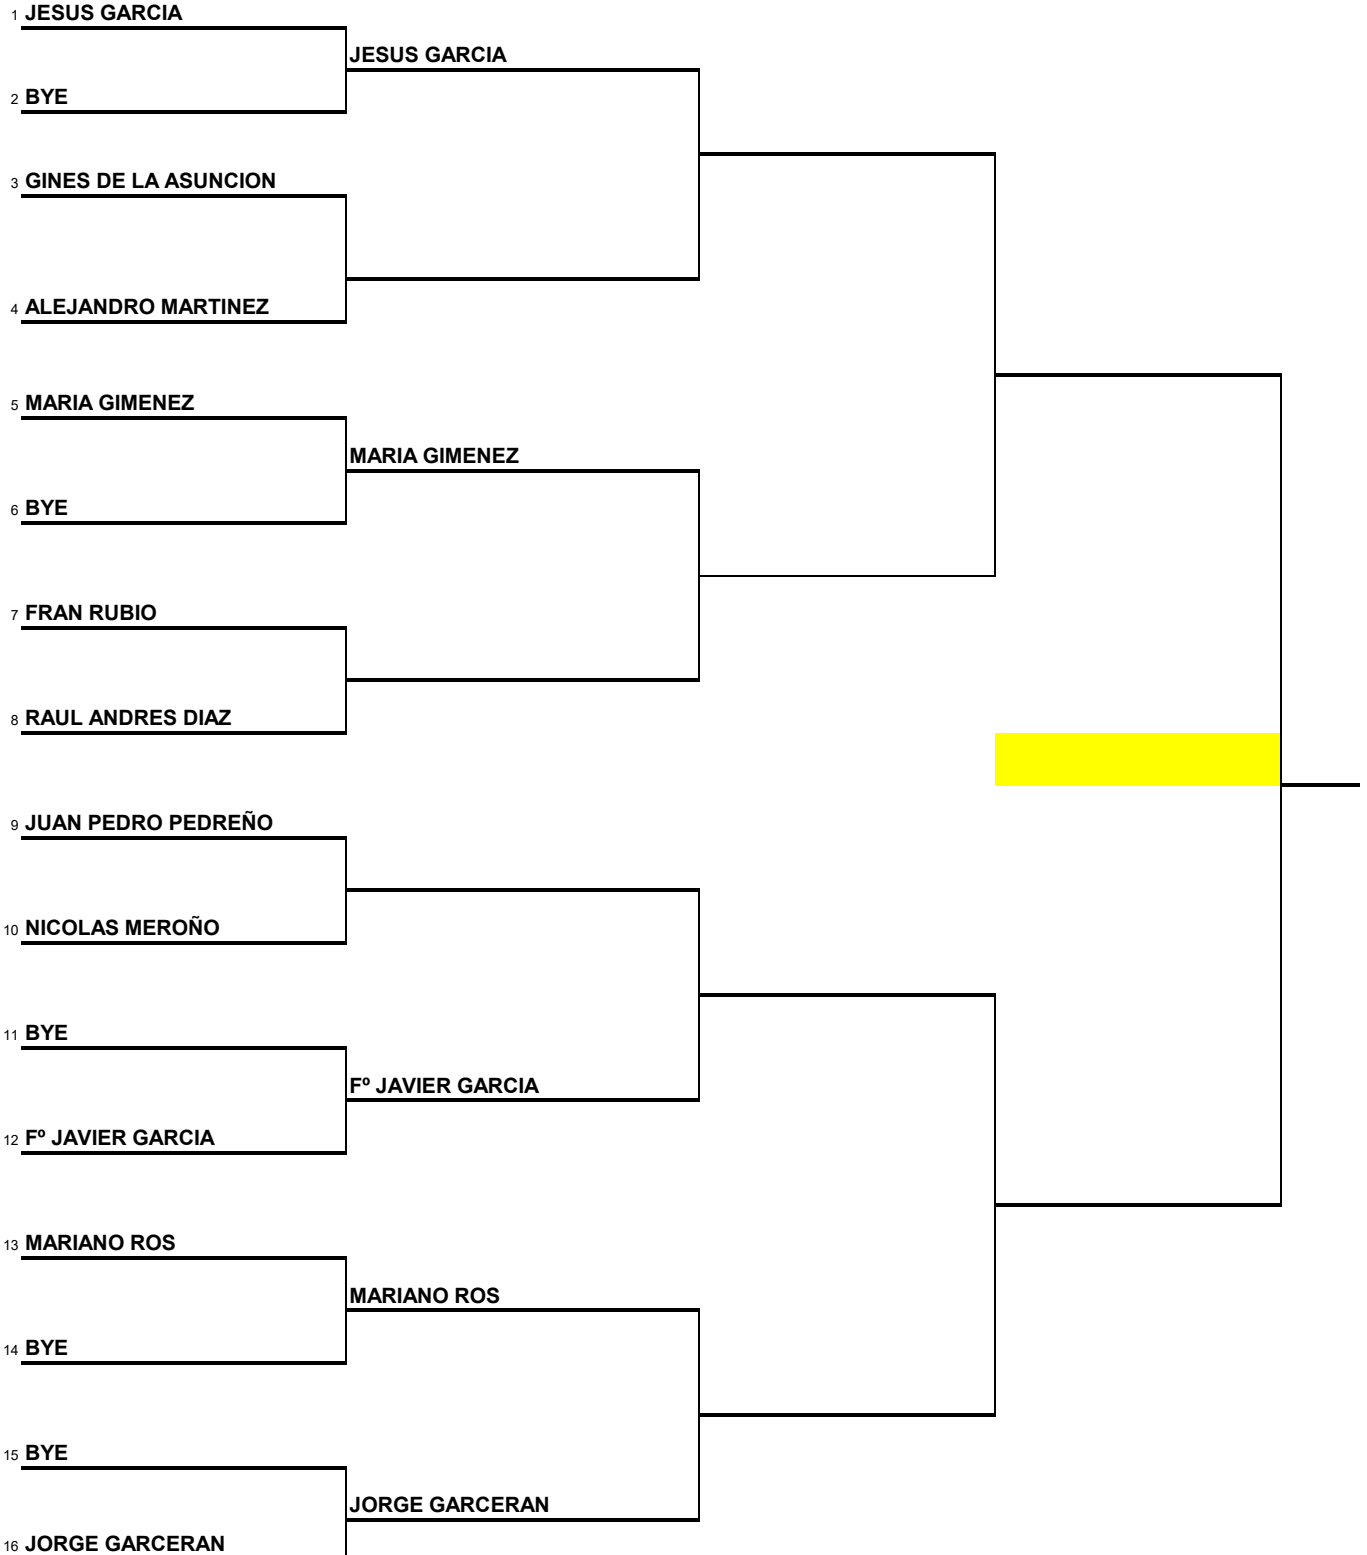 1 JESUS GARCIA
JESUS GARCIA
2 BYE
3 GINES DE LA ASUNCION
4 ALEJANDRO MARTINEZ
5 MARIA GIMENEZ
MARIA GIMENEZ
6 BYE
7 FRAN RUBIO
8 RAUL ANDRES DIAZ
9 JUAN PEDRO PEDREÑO
10 NICOLAS MEROÑO
11 BYE
Fº JAVIER GARCIA
12 Fº JAVIER GARCIA
13 MARIANO ROS
MARIANO ROS
14 BYE
15 BYE
JORGE GARCERAN
16 JORGE GARCERAN